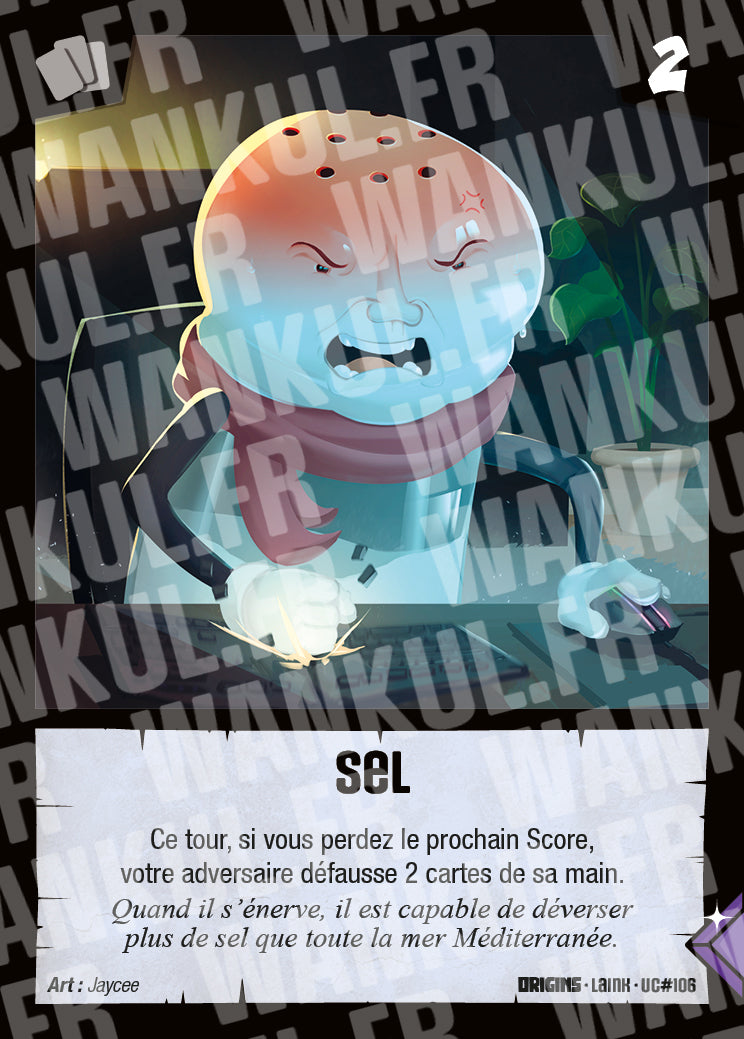 2
WANKUL.FR
Sel
Ce tour, si vous perdez le prochain Score,
votre adversaire défausse 2 cartes de sa main.
Quand il s’énerve, il est capable de déverser
plus de sel que toute la mer Méditerranée.
Art : Jaycee
ORIGINS · Laink · UC#106